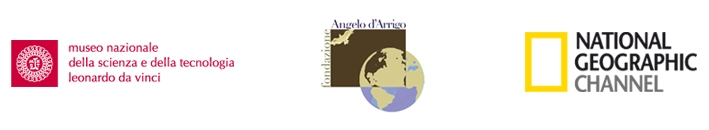 museo nazionale
della scienza e della tecnologia
leonardo da vinci
Angelo d'Arrigo
fondazione
NATIONAL
GEOGRAPHIC
CHANNEL